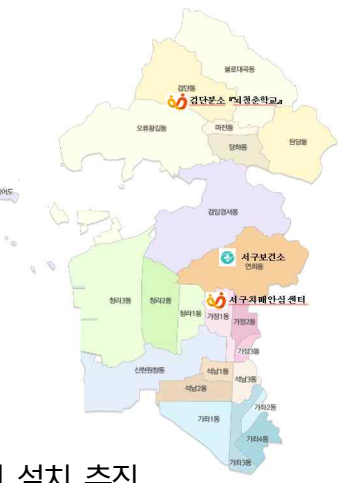 불로대곡동
검단동
검단분소 『뇌청춘학교』
오류왕길동
마전동
당하동
원당동
검암경서동
서구보건소
연희동
서구치매안심센터
청라3동
청라2동
청라1동
가정1동
가정2동
가정3동
신현원창동
석남1동
석남2동
석남3동
가좌1동
가좌2동
가좌4동
가좌3동
설치 추진